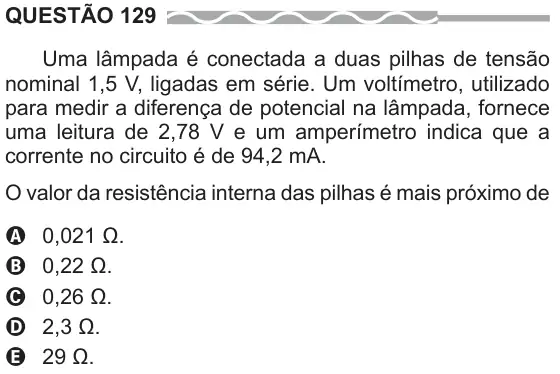 QUESTÃO 129
Uma lâmpada é conectada a duas pilhas de tensão
nominal 1,5 V, ligadas em série. Um voltímetro, utilizado
para medir a diferença de potencial na lâmpada, fornece
uma leitura de 2,78 V e um amperímetro indica que a
corrente no circuito é de 94,2 mA.
O valor da resistência interna das pilhas é mais próximo de
A 0,021 Ω.
B 0,22 Ω.
C 0,26 Ω.
D 2,3 Ω.
E 29 Ω.